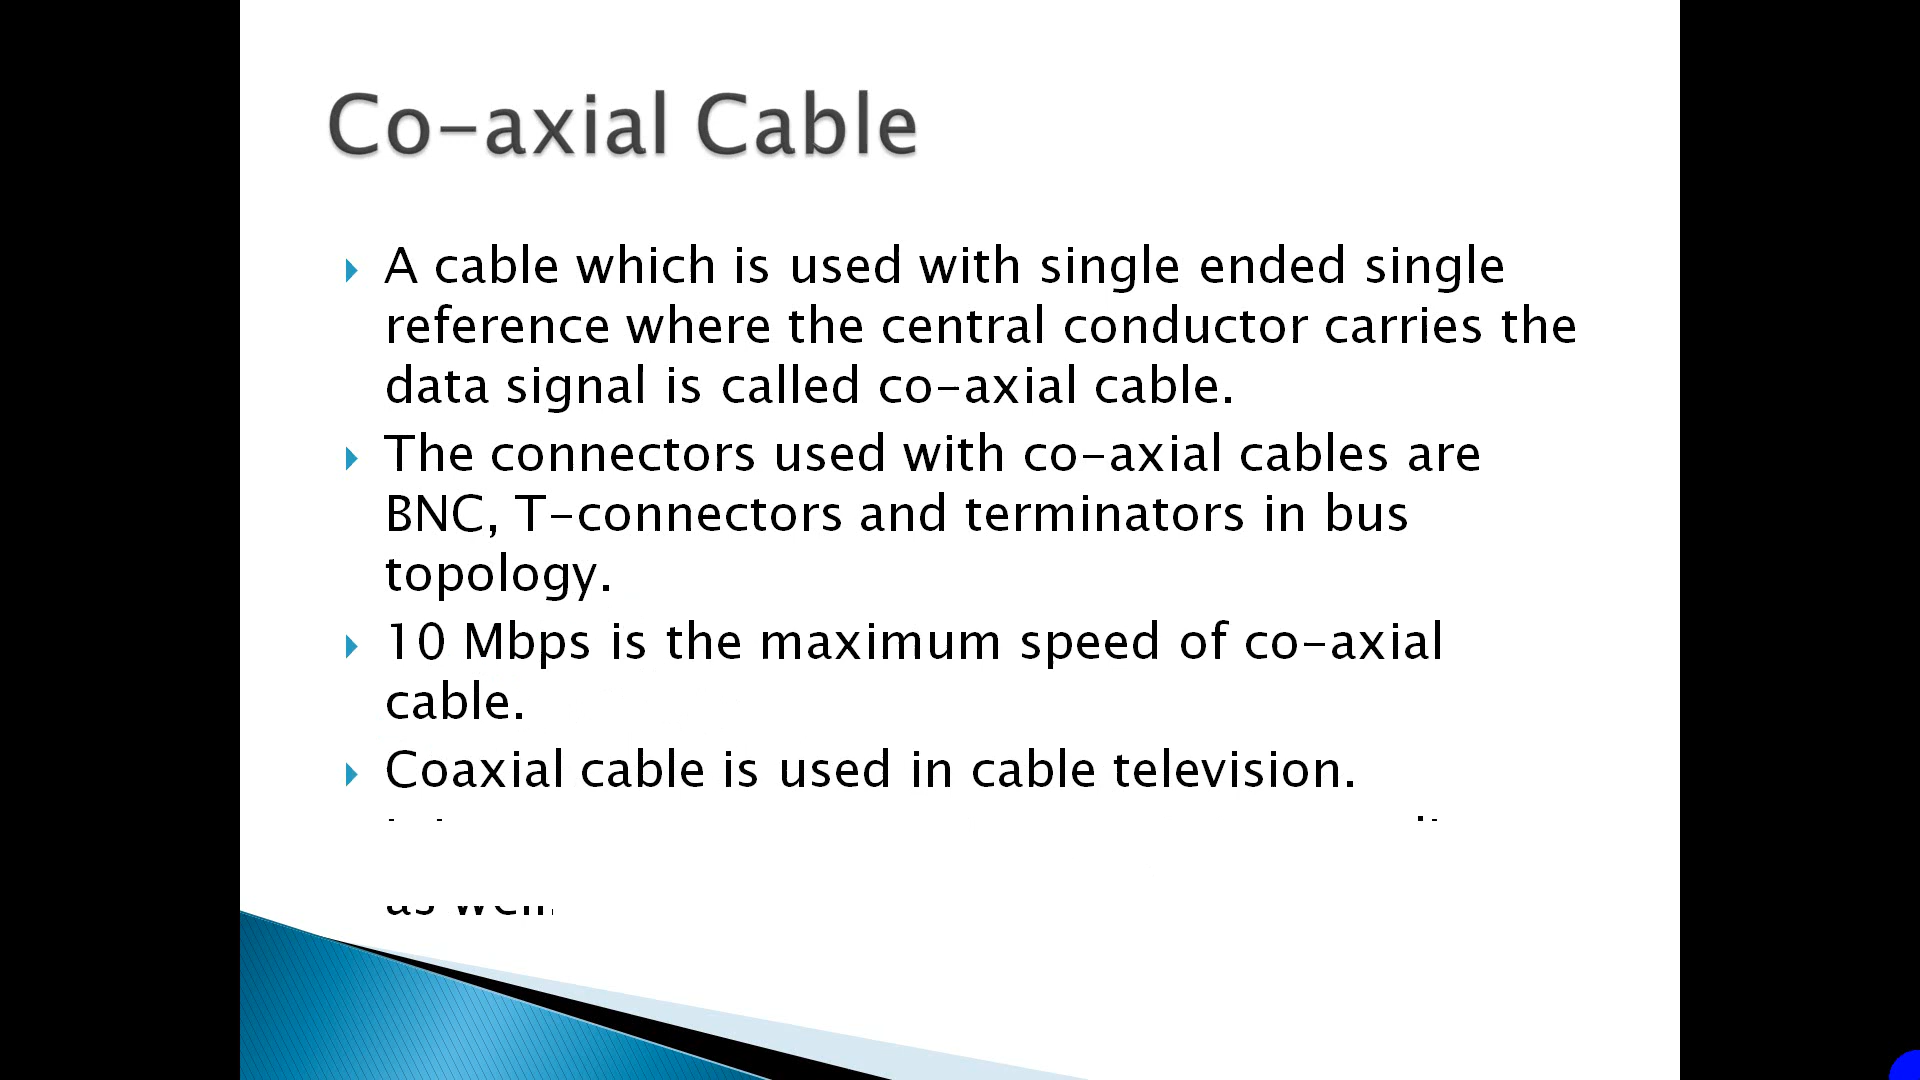 Co-axial Cable
A cable which is used with single ended single
reference where the central conductor carries the
data signal is called co-axial cable.
The connectors used with co-axial cables are
BNC, T-connectors and terminators in bus
topology.
10 Mbps is the maximum speed of co-axial
cable.
Coaxial cable is used in cable television.
as well.